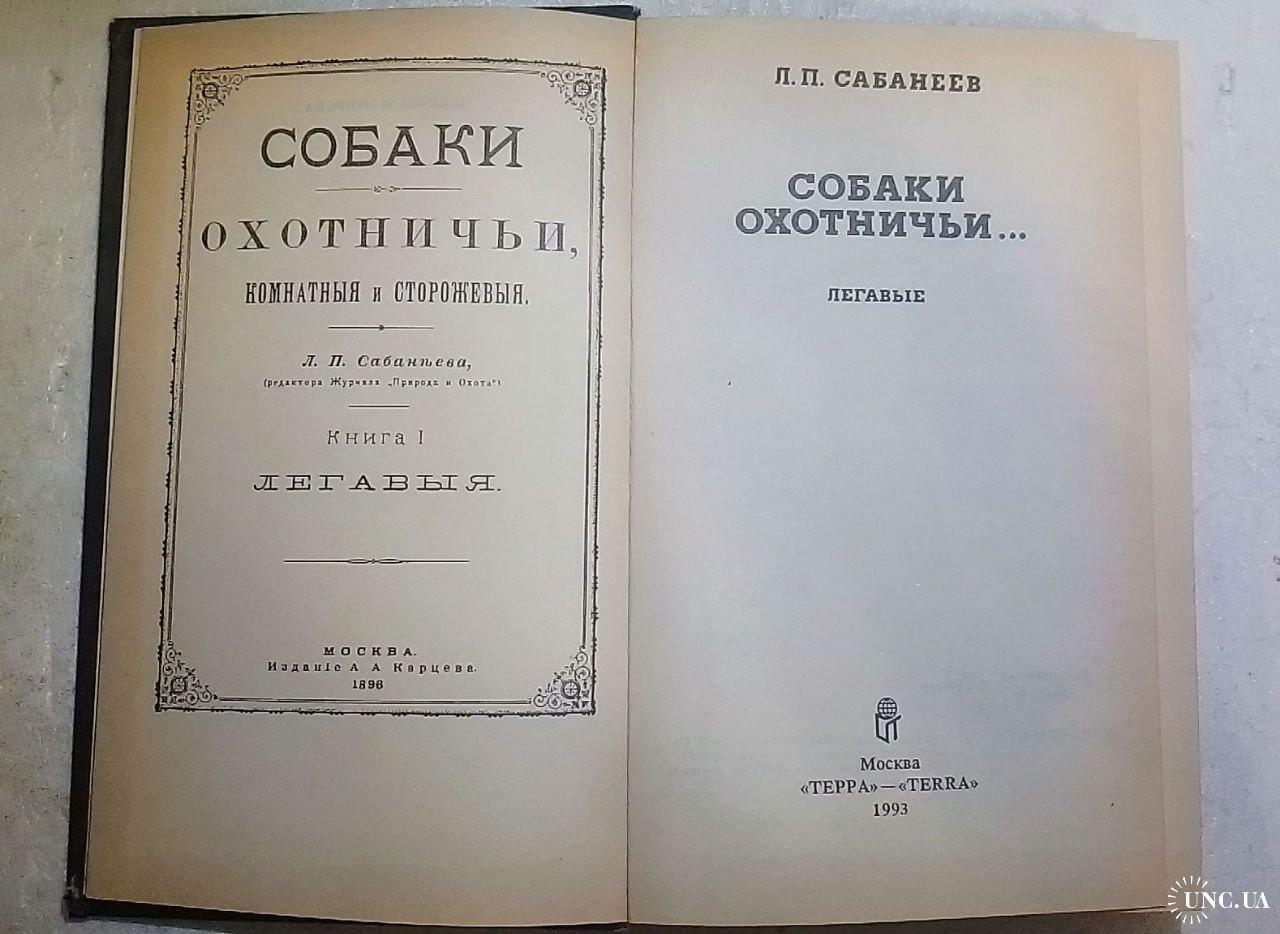 СОБАКИ
ОХОТНИЧЬИ,
КОМНАТНЫЯ и СТОРОЖЕВЫЯ.
Л. П. Сабанѣева,
(редактора Журнала „Природа и Охота“)
Книга I
ЛЕГАВЫЯ.
МОСКВА.
Изданіе А А Карцева.
1896
Л.П. САБАНЕЕВ
СОБАКИ
ОХОТНИЧЬИ...
ЛЕГАВЫЕ
Москва
«ТЕРРА»—«TERRA»
1993
UNC.UA